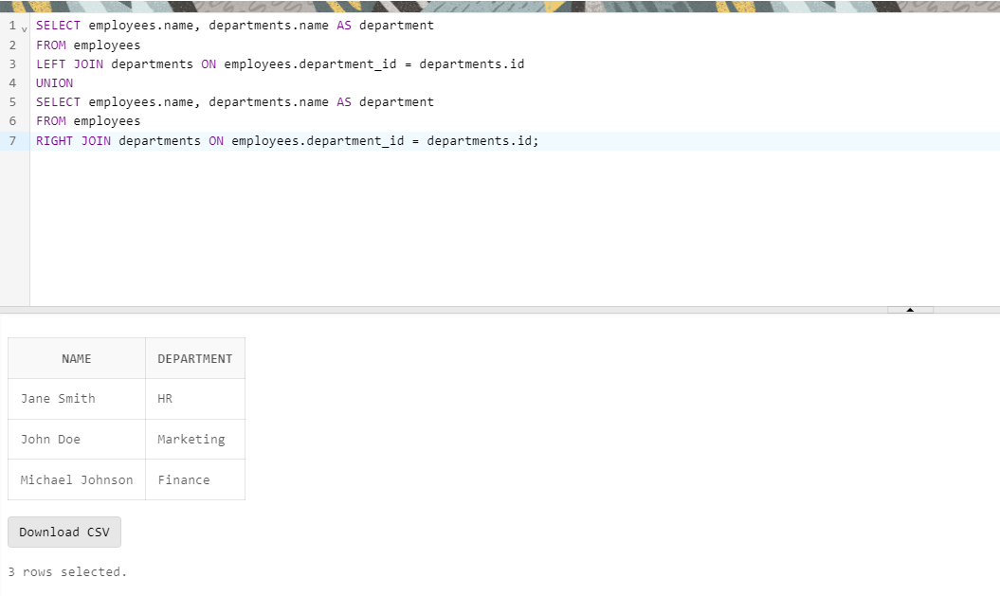 1 SELECT employees.name, departments.name AS department
2 FROM employees
3 LEFT JOIN departments ON employees.department_id = departments.id
4 UNION
5 SELECT employees.name, departments.name AS department
6 FROM employees
7 RIGHT JOIN departments ON employees.department_id = departments.id;
NAME DEPARTMENT
Jane Smith HR
John Doe Marketing
Michael Johnson Finance
Download CSV
3 rows selected.